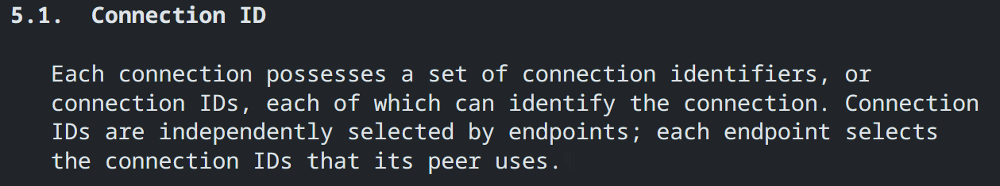 5.1. Connection ID
Each connection possesses a set of connection identifiers, or
connection IDs, each of which can identify the connection. Connection
IDs are independently selected by endpoints; each endpoint selects
the connection IDs that its peer uses.